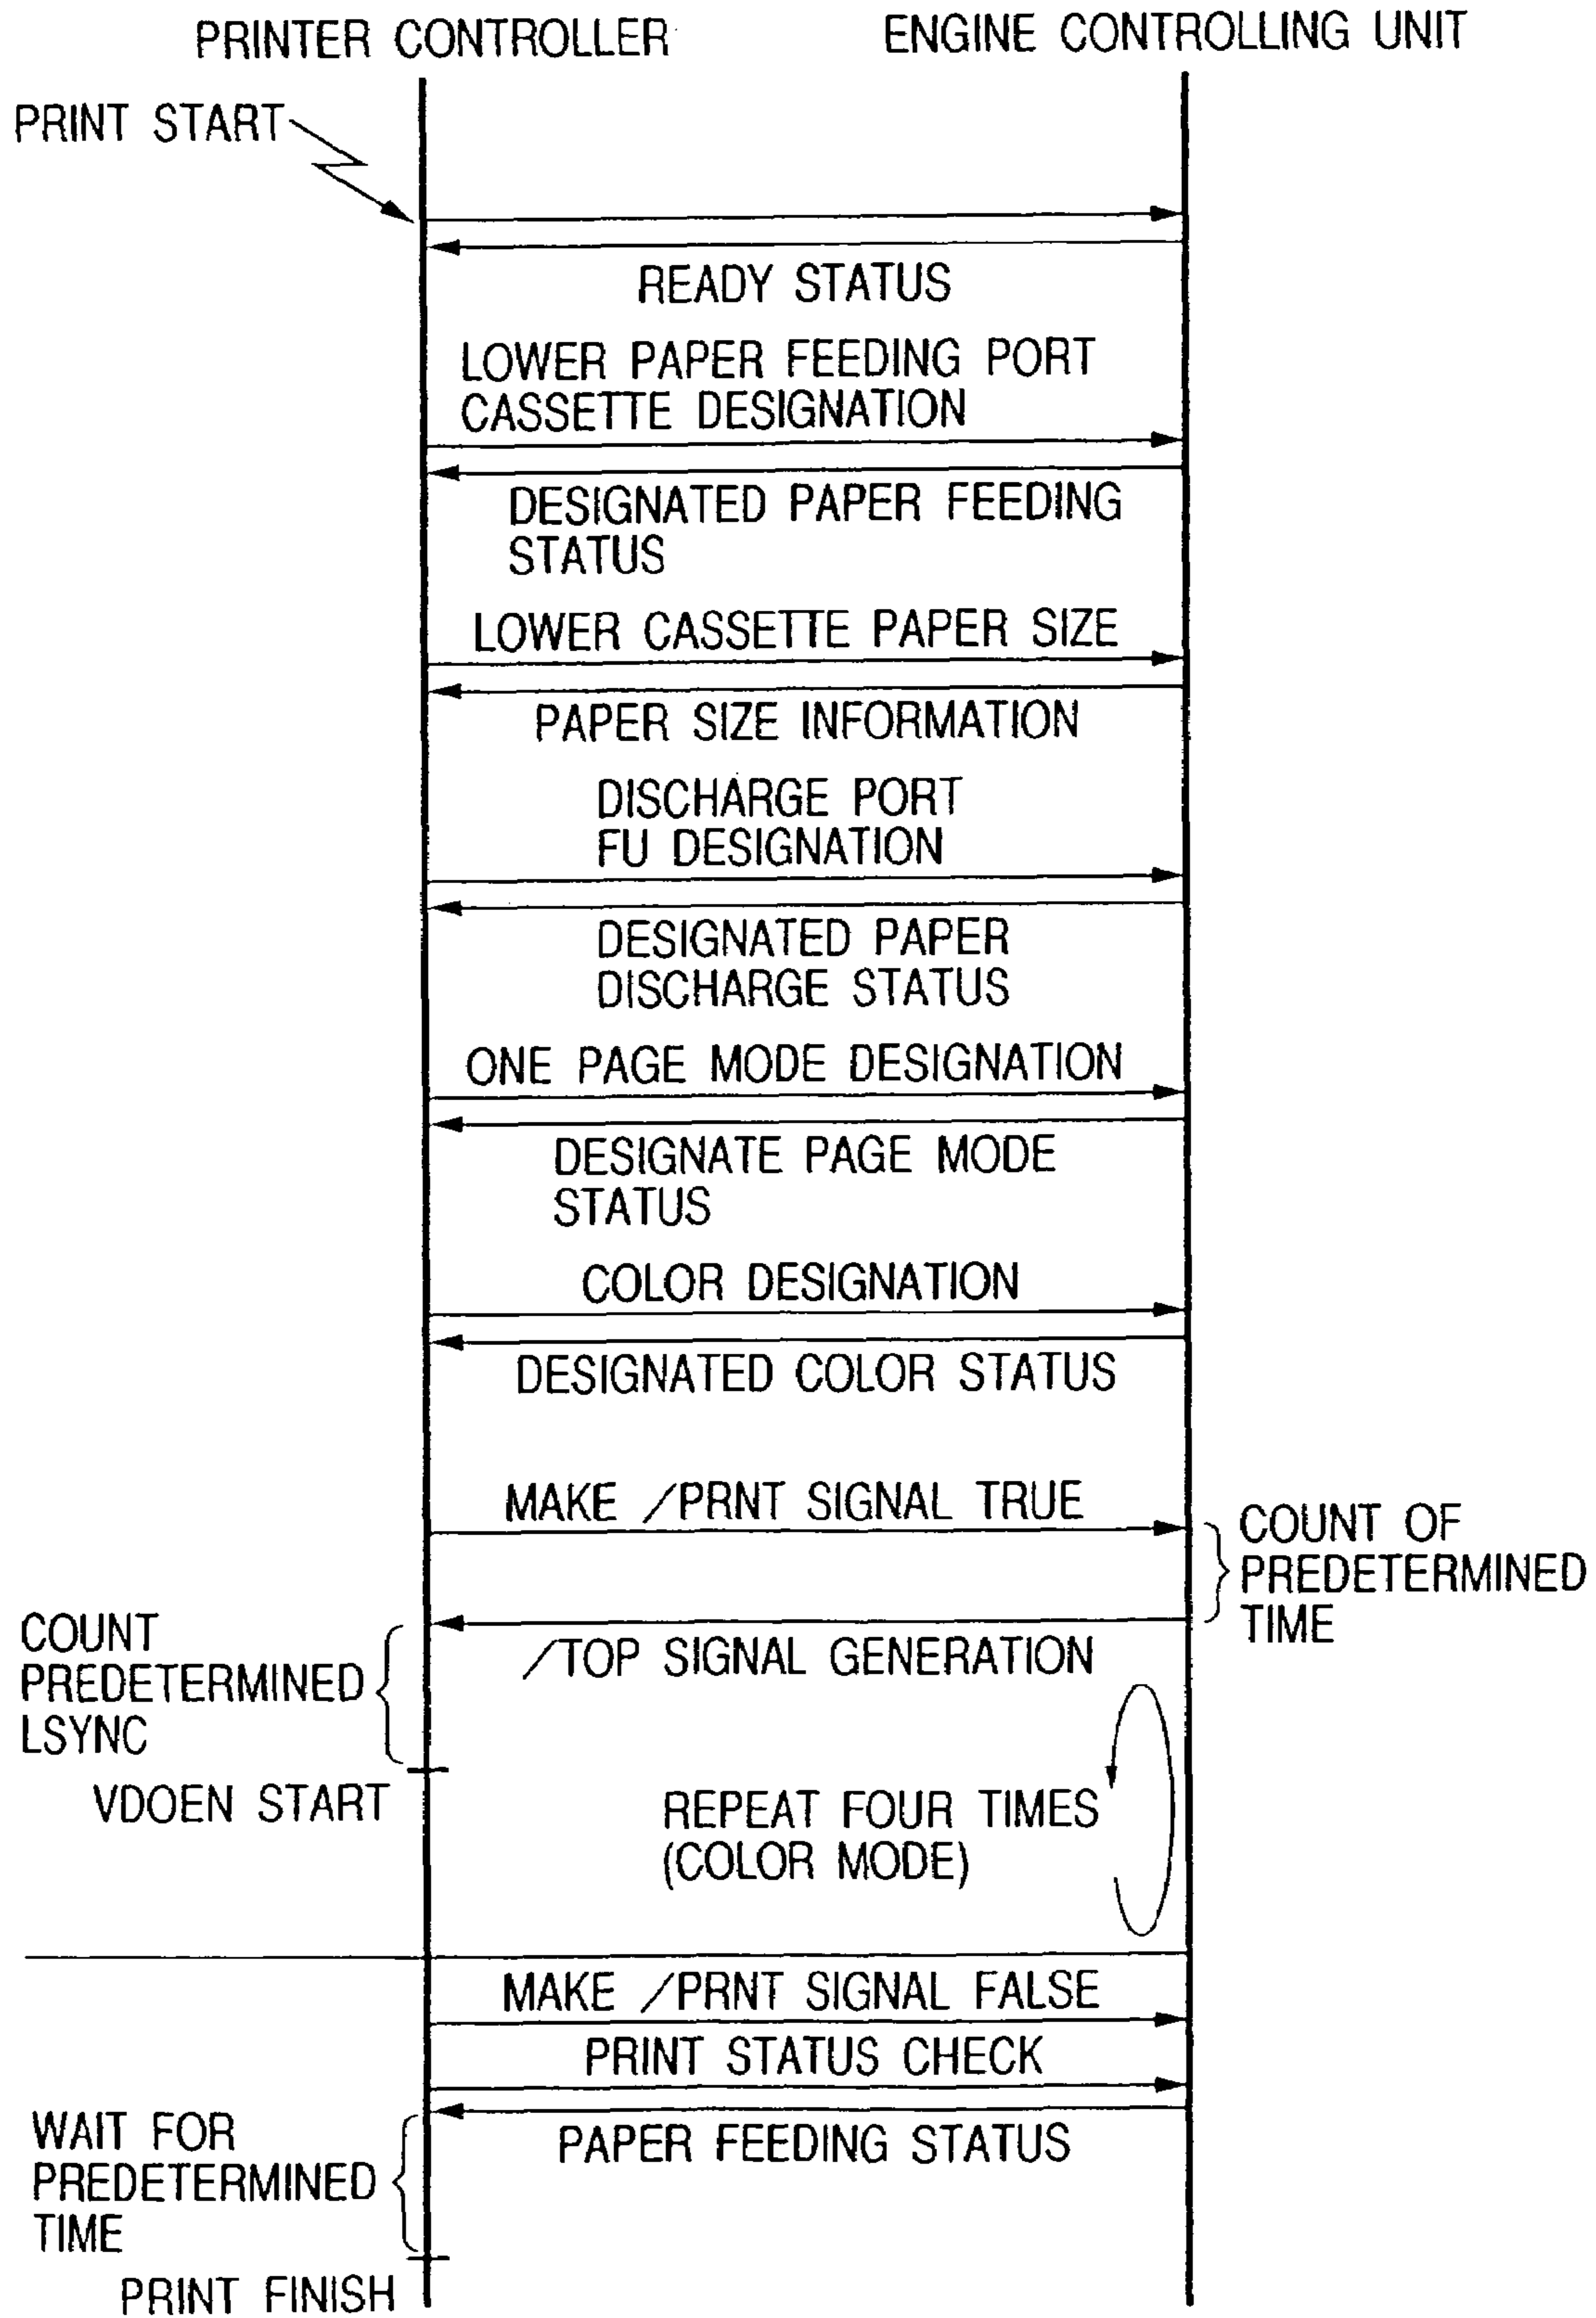 PRINTER CONTROLLER
ENGINE CONTROLLING UNIT
PRINT START
READY STATUS
LOWER PAPER FEEDING PORT
CASSETTE DESIGNATION
DESIGNATED PAPER FEEDING
STATUS
LOWER CASSETTE PAPER SIZE
PAPER SIZE INFORMATION
DISCHARGE PORT
FU DESIGNATION
DESIGNATED PAPER
DISCHARGE STATUS
ONE PAGE MODE DESIGNATION
DESIGNATE PAGE MODE
STATUS
COLOR DESIGNATION
DESIGNATED COLOR STATUS
MAKE /PRNT SIGNAL TRUE
COUNT OF
PREDETERMINED
TIME
COUNT
PREDETERMINED
LSYNC
/TOP SIGNAL GENERATION
VDOEN START
REPEAT FOUR TIMES
(COLOR MODE)
MAKE /PRNT SIGNAL FALSE
PRINT STATUS CHECK
WAIT FOR
PREDETERMINED
TIME
PAPER FEEDING STATUS
PRINT FINISH